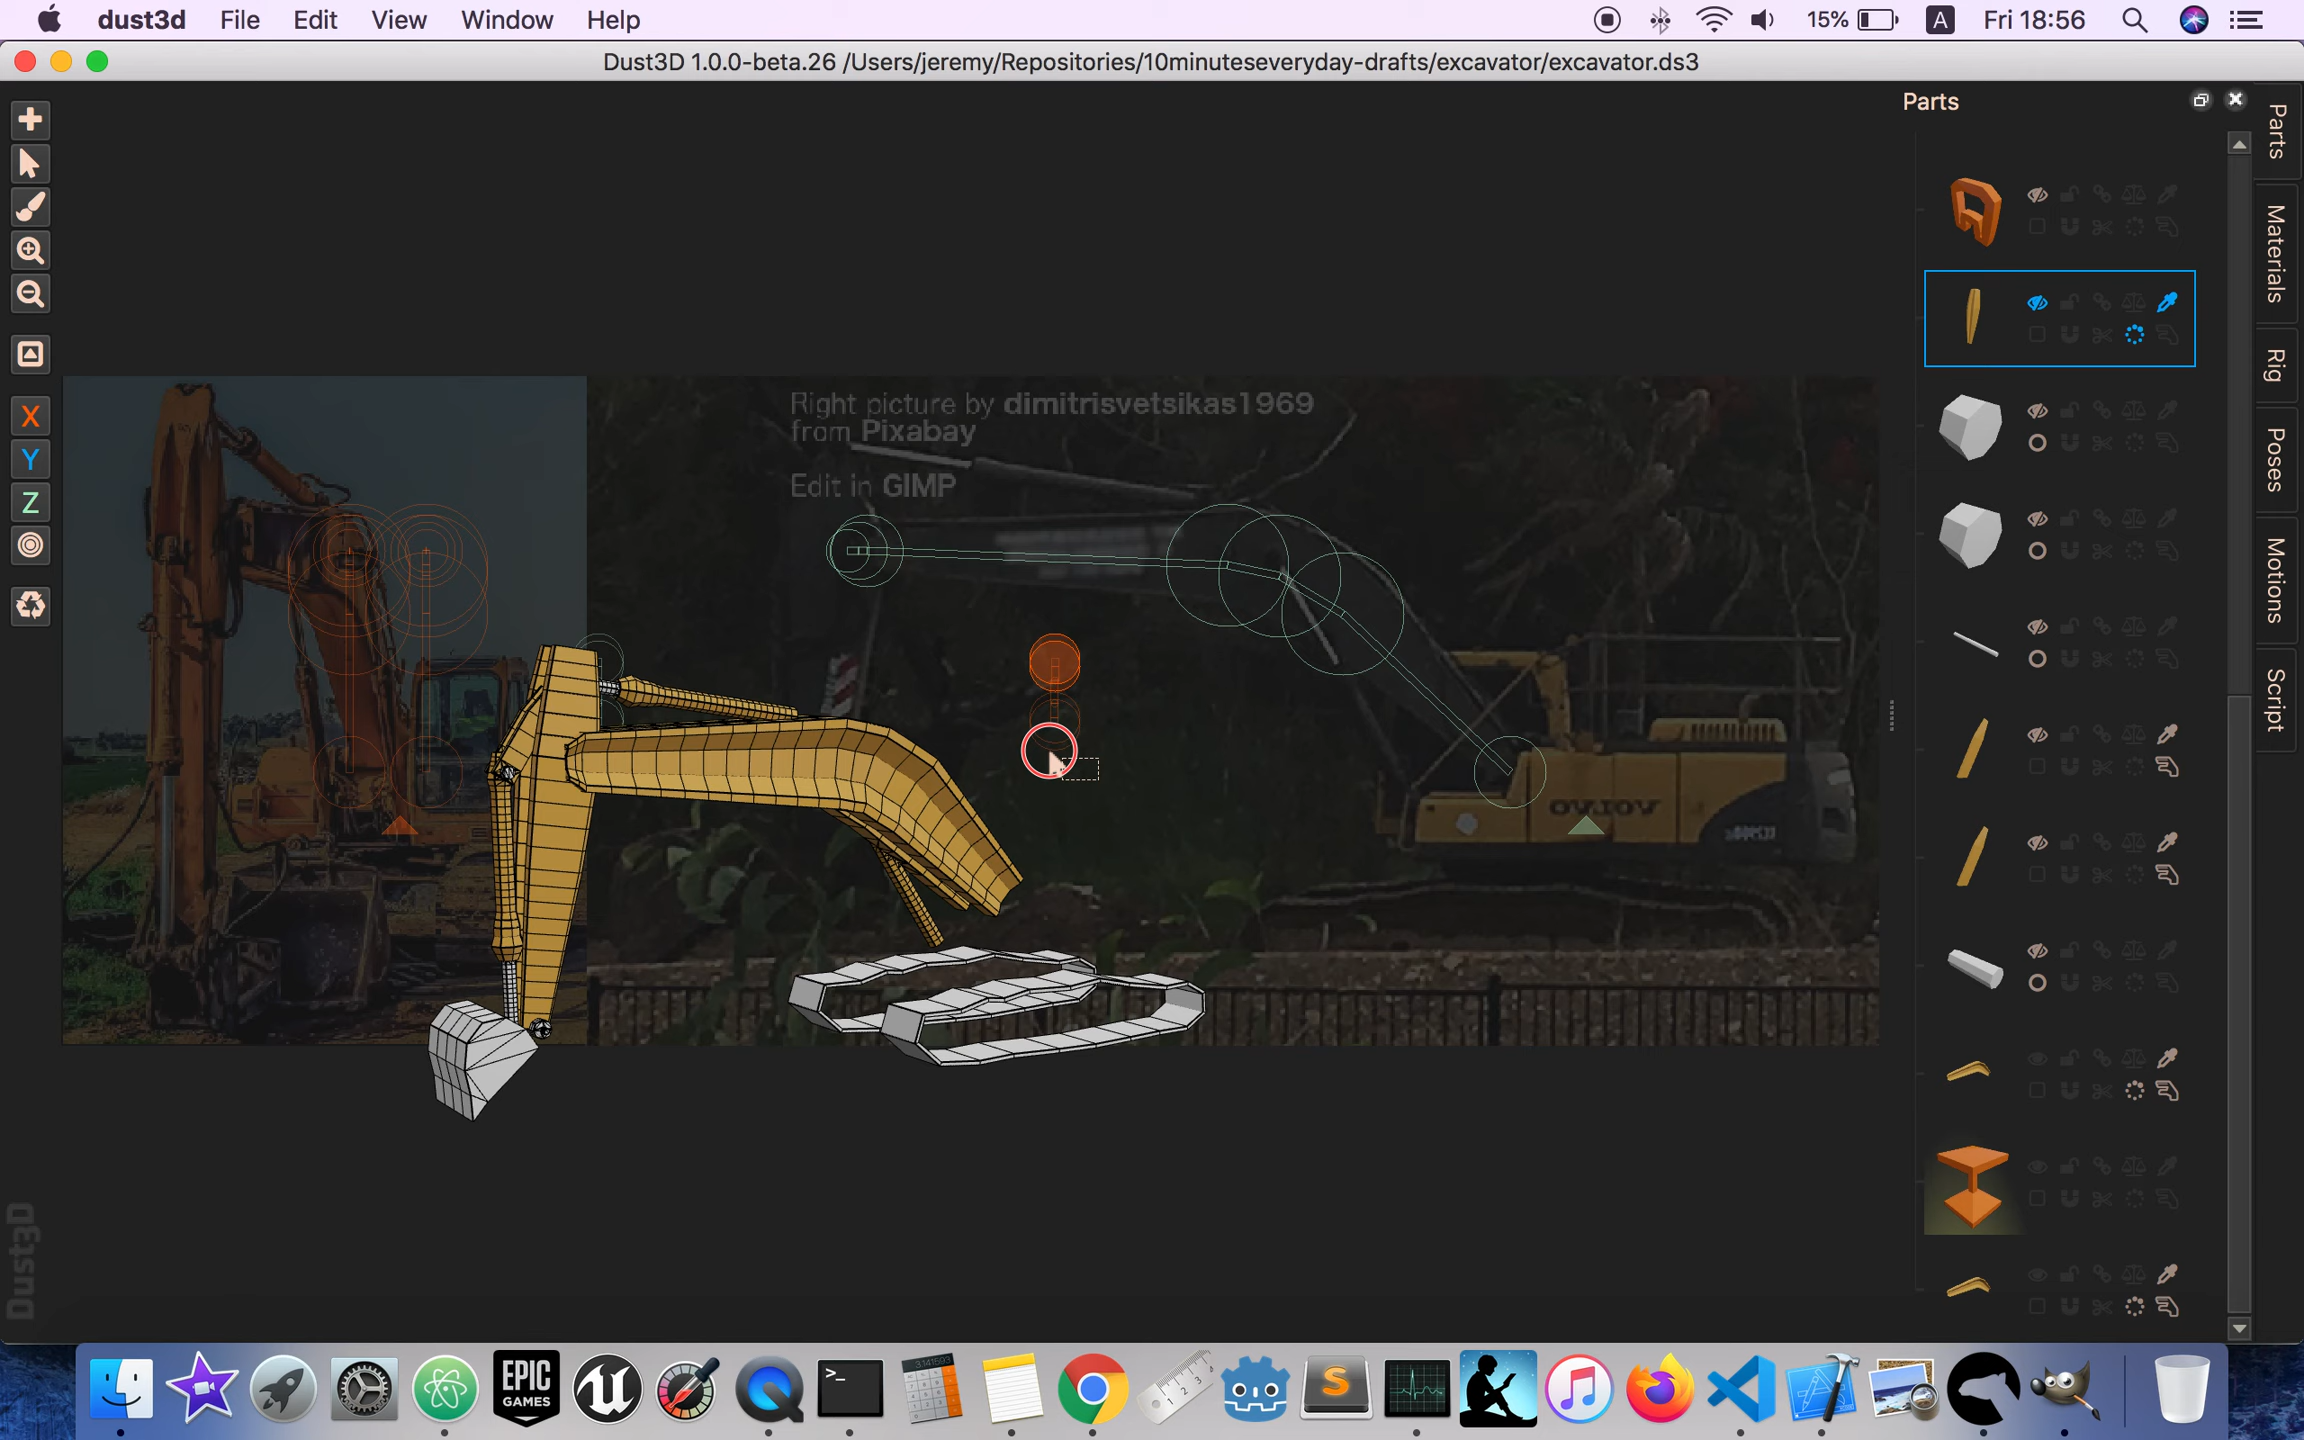 dust3d File Edit View Window Help
15% A Fri 18:56
Dust3D 1.0.0-beta.26 /Users/jeremy/Repositories/10minuteseveryday-drafts/excavator/excavator.ds3
Parts
Parts
Materials
Rig
Poses
Motions
Script
X
Y
Z
Right picture by dimitrisvetsikas1969
from Pixabay
Edit in GIMP
Dust3D
EPIC
GAMES
3.141593